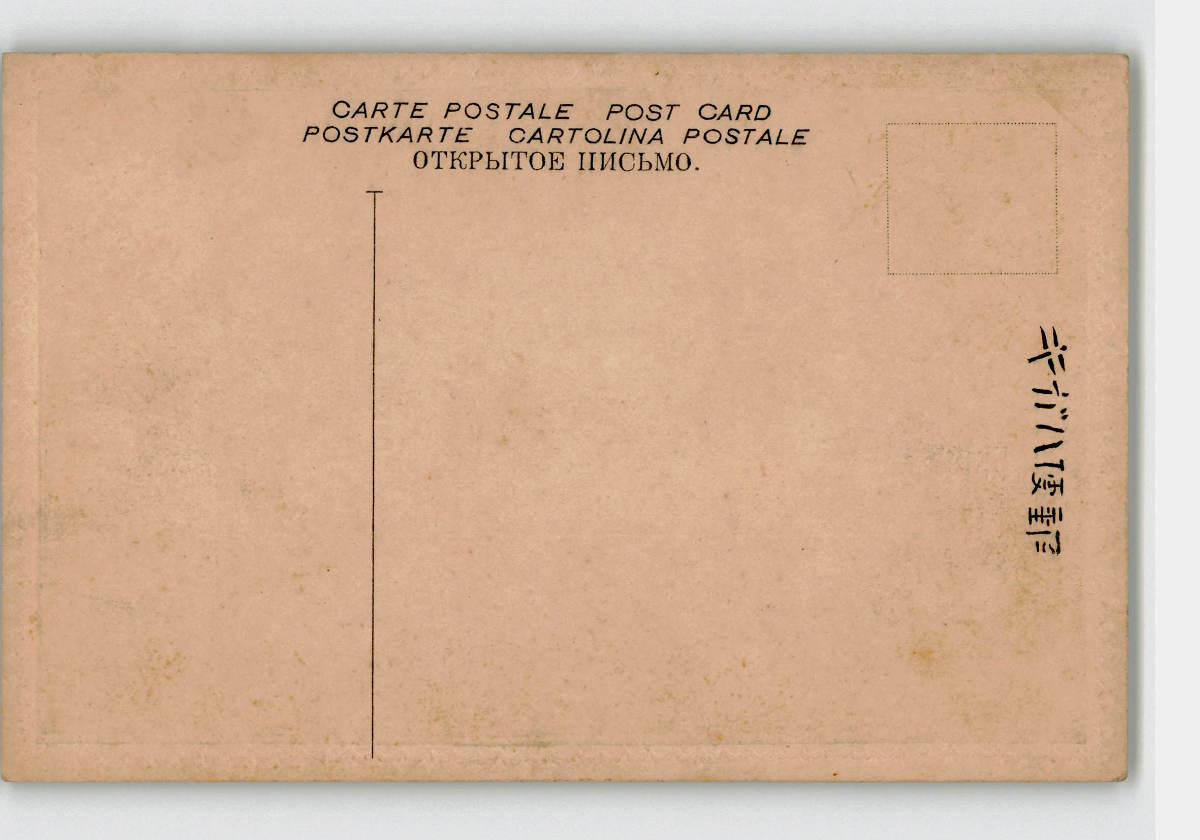 CARTE POSTALE POST CARD
POSTKARTE CARTOLINA POSTALE
ОТКРЫТОЕ ПИСЬМО.
郵便ハガキ